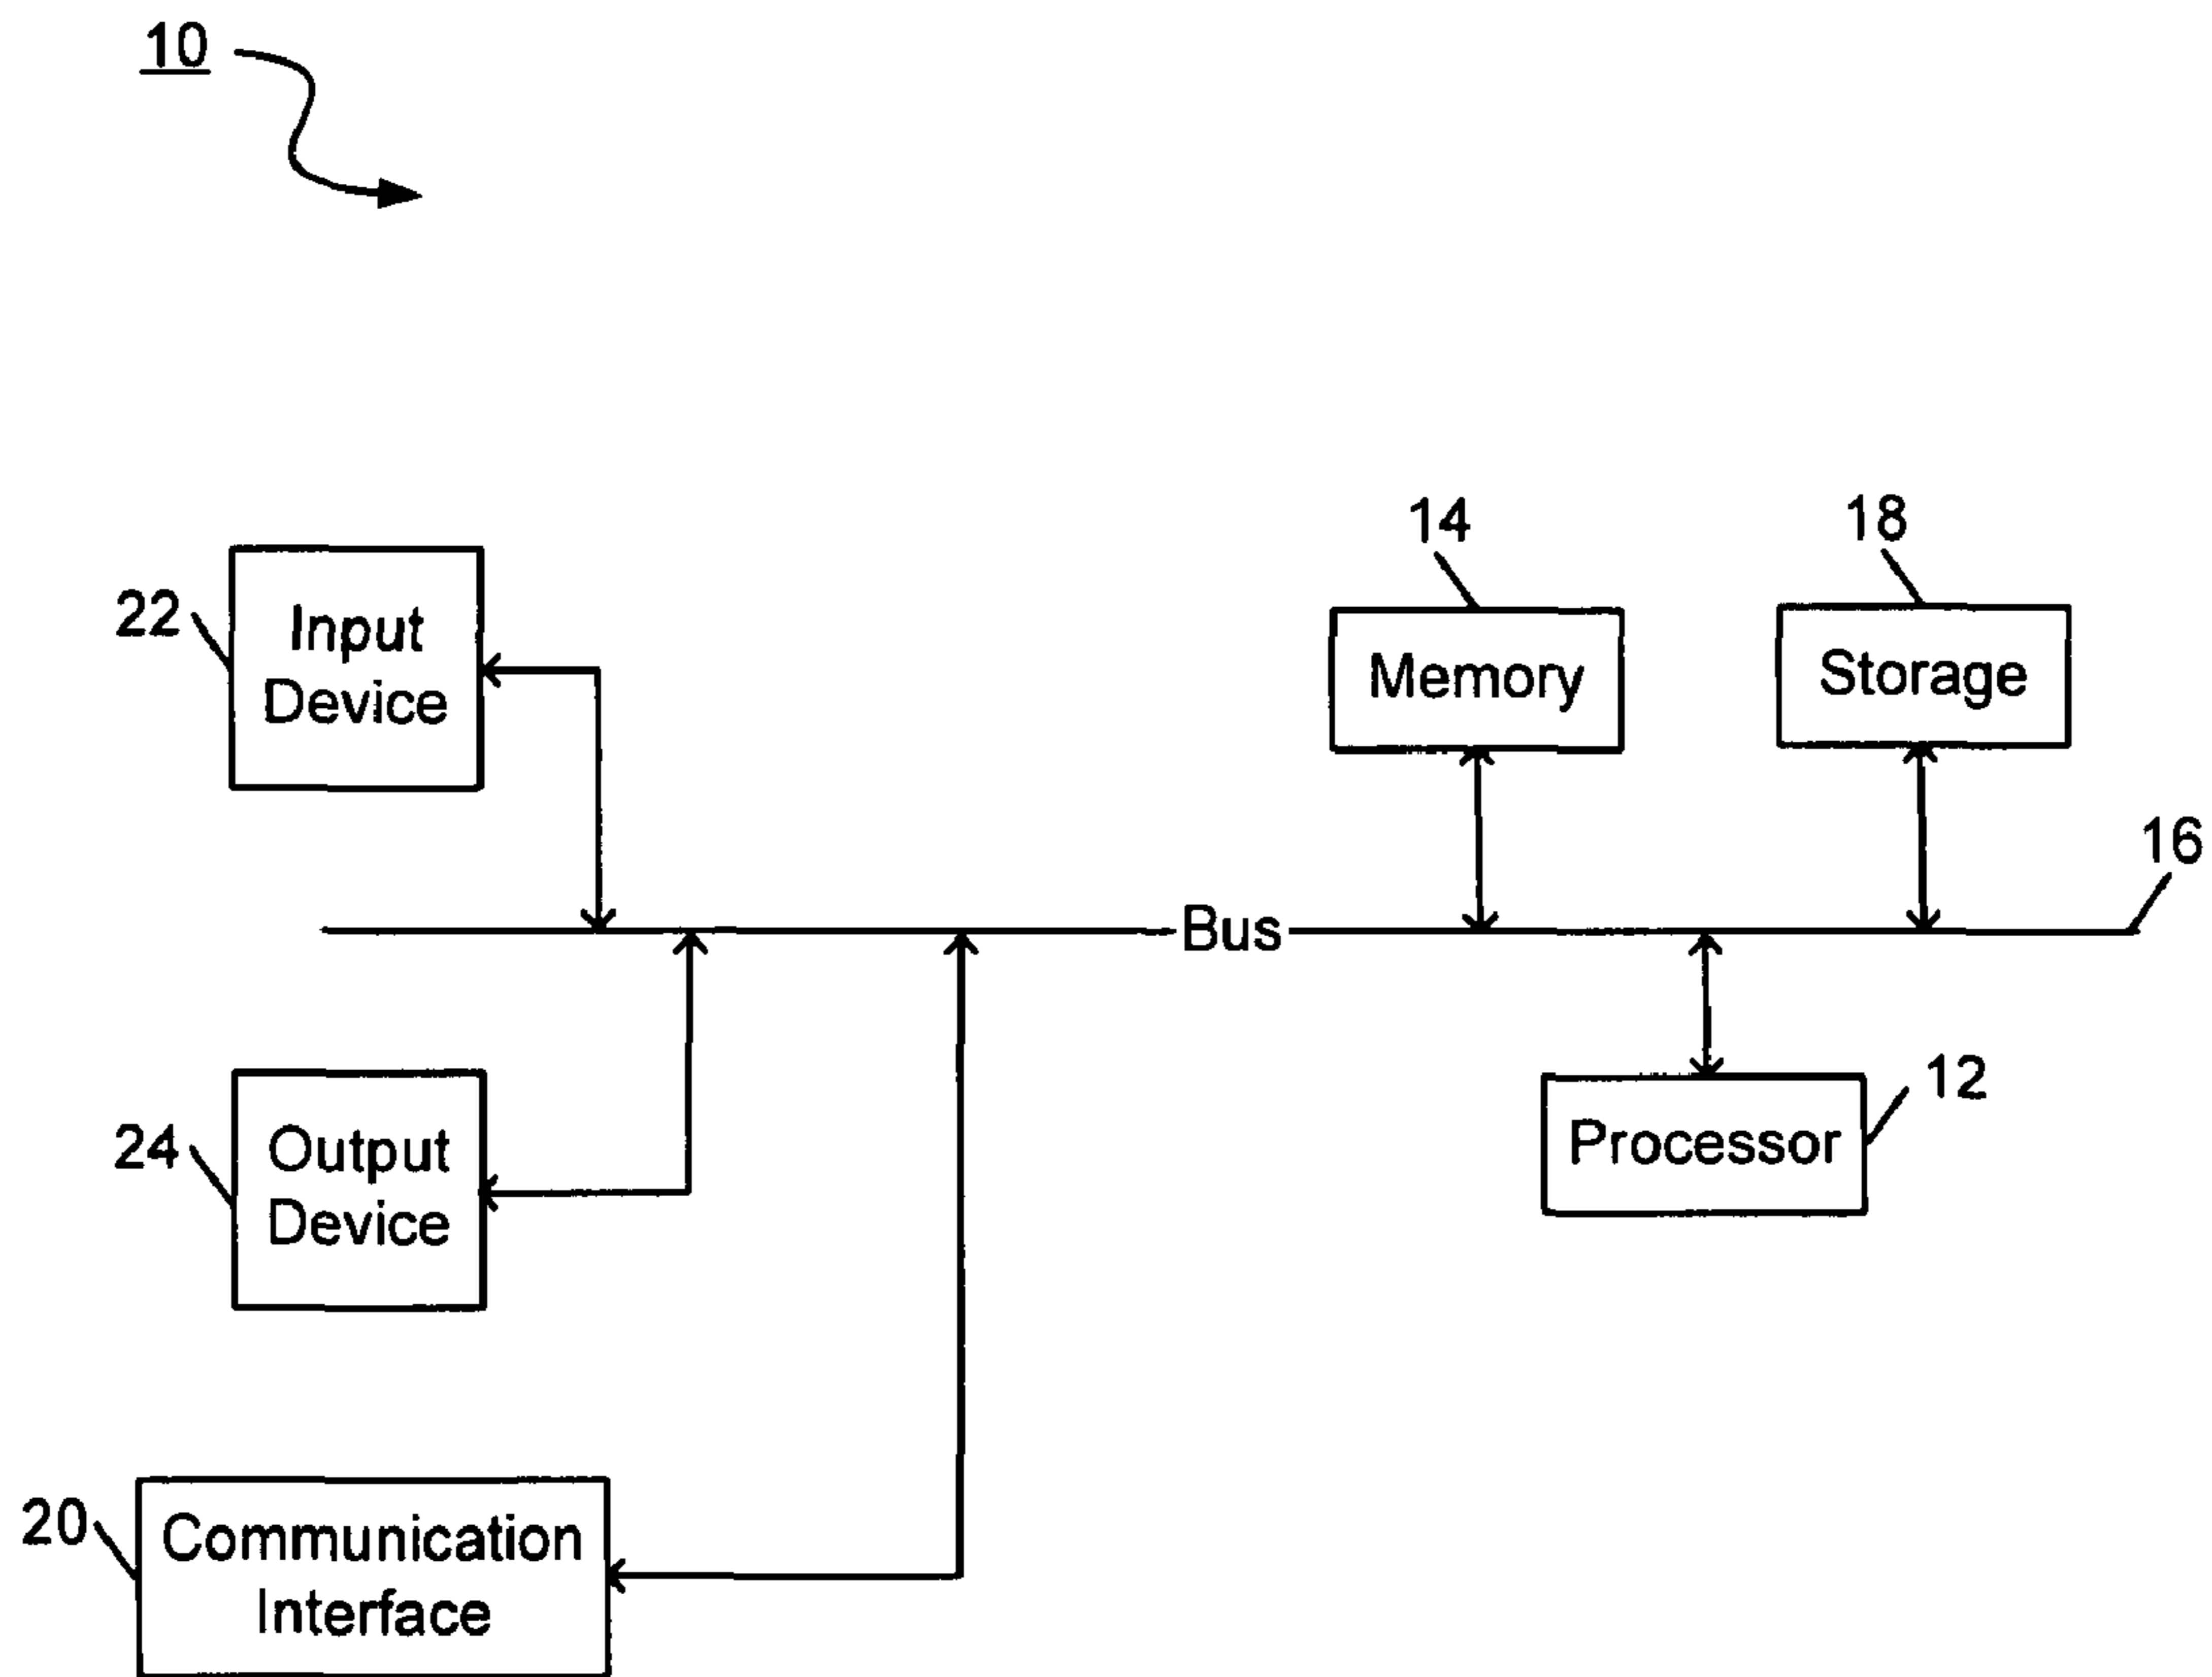 10
14
18
22
Input
Device
Memory
Storage
16
Bus
12
Processor
24
Output
Device
20
Communication
Interface